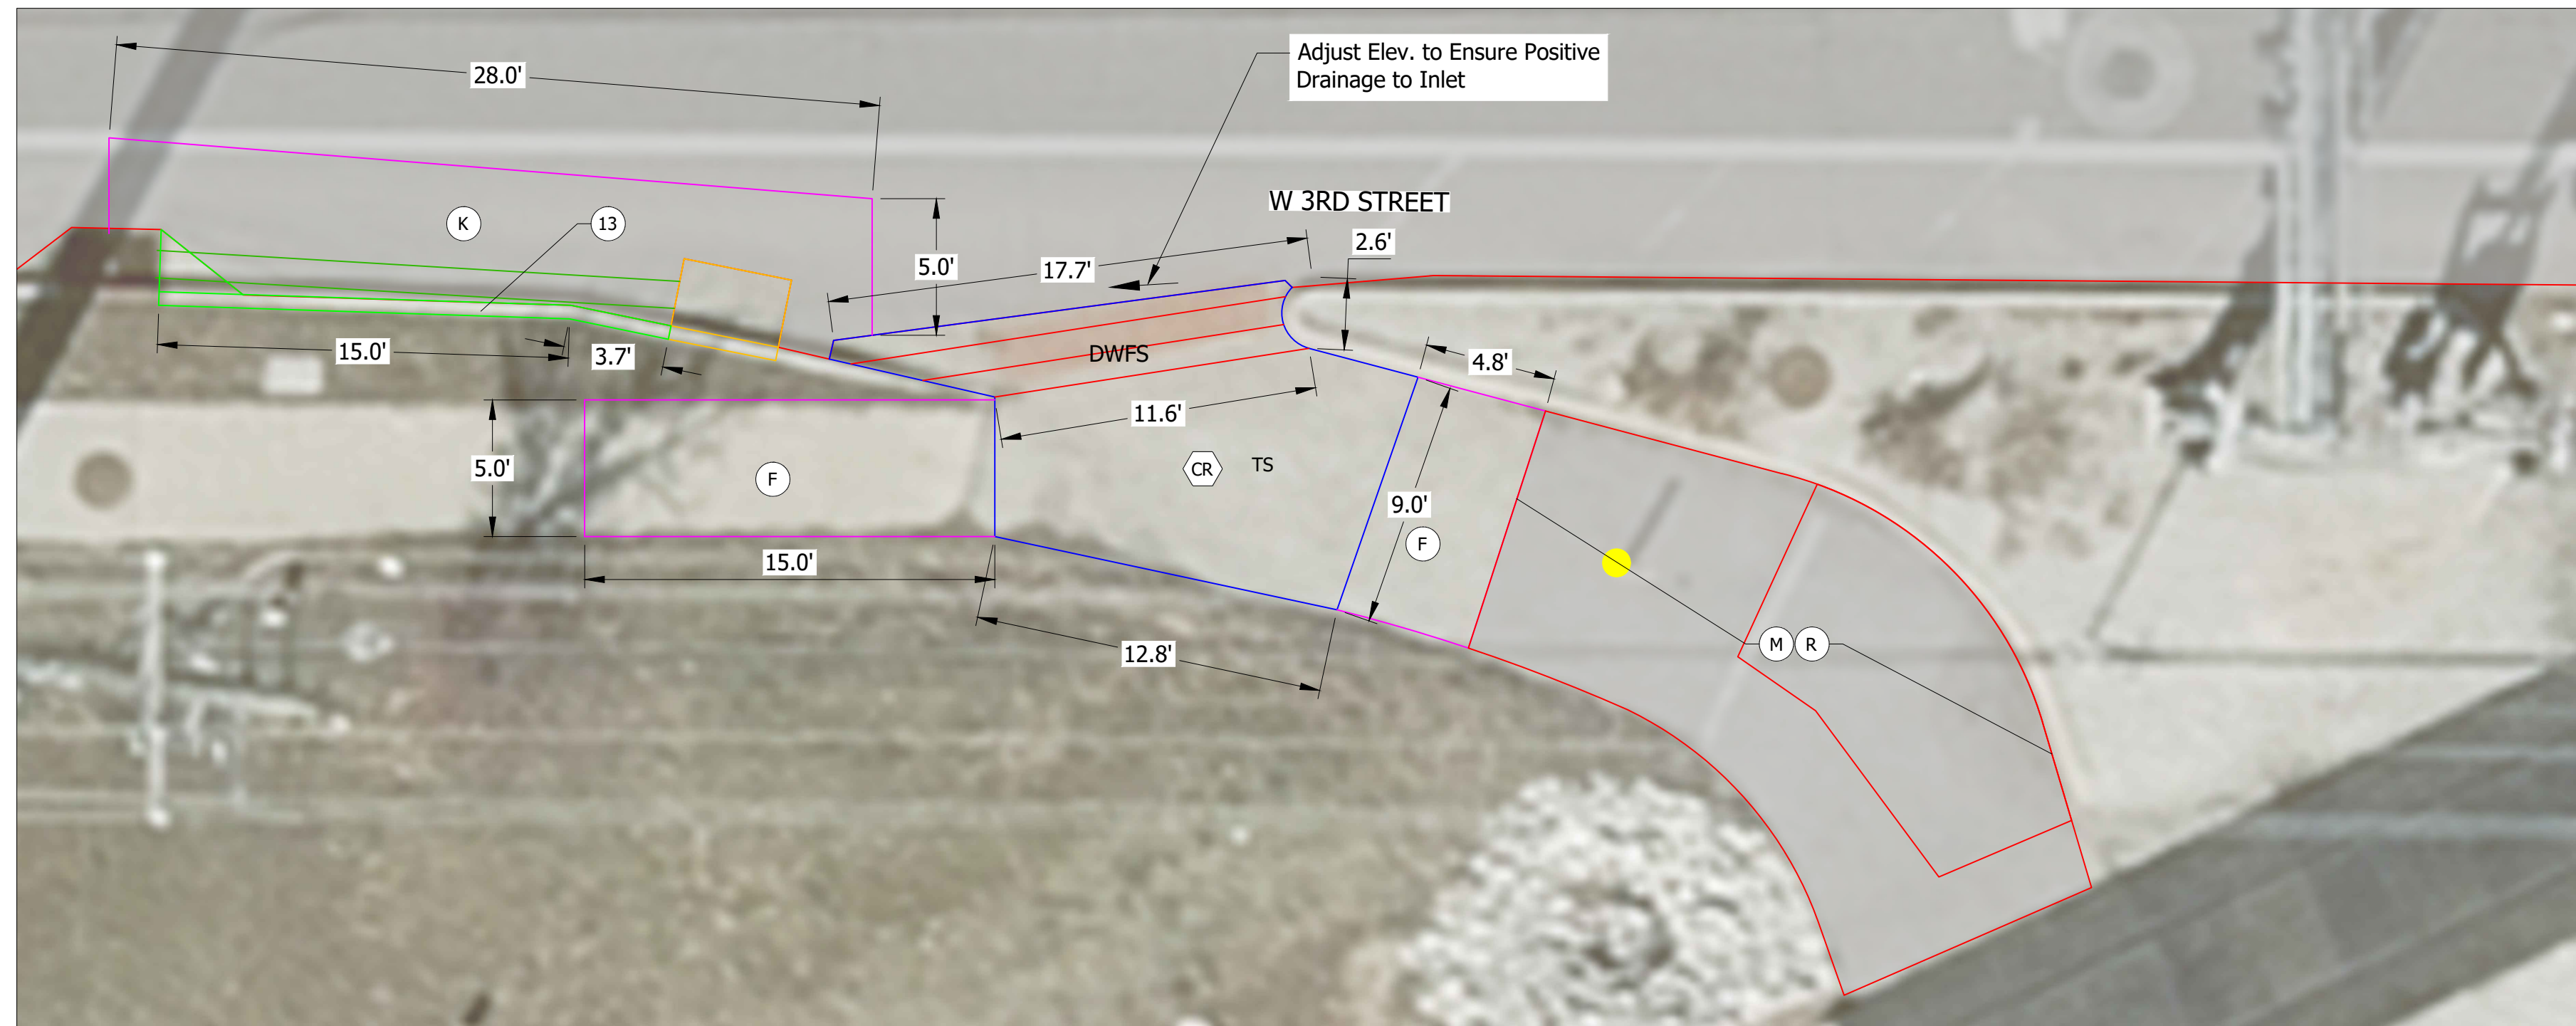 28.0'
Adjust Elev. to Ensure Positive
Drainage to Inlet
W 3RD STREET
K
13
2.6'
5.0'
17.7'
15.0'
3.7'
DWFS
4.8'
11.6'
5.0'
F
CR
TS
9.0'
F
15.0'
12.8'
M
R